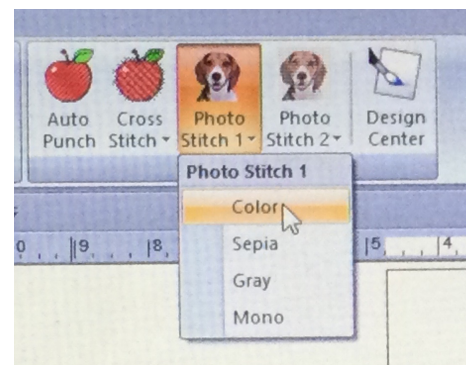 Auto Punch
Cross Stitch
Photo Stitch 1
Photo Stitch 2
Design Center
Photo Stitch 1
Color
Sepia
Gray
Mono
0 9 8 5 4